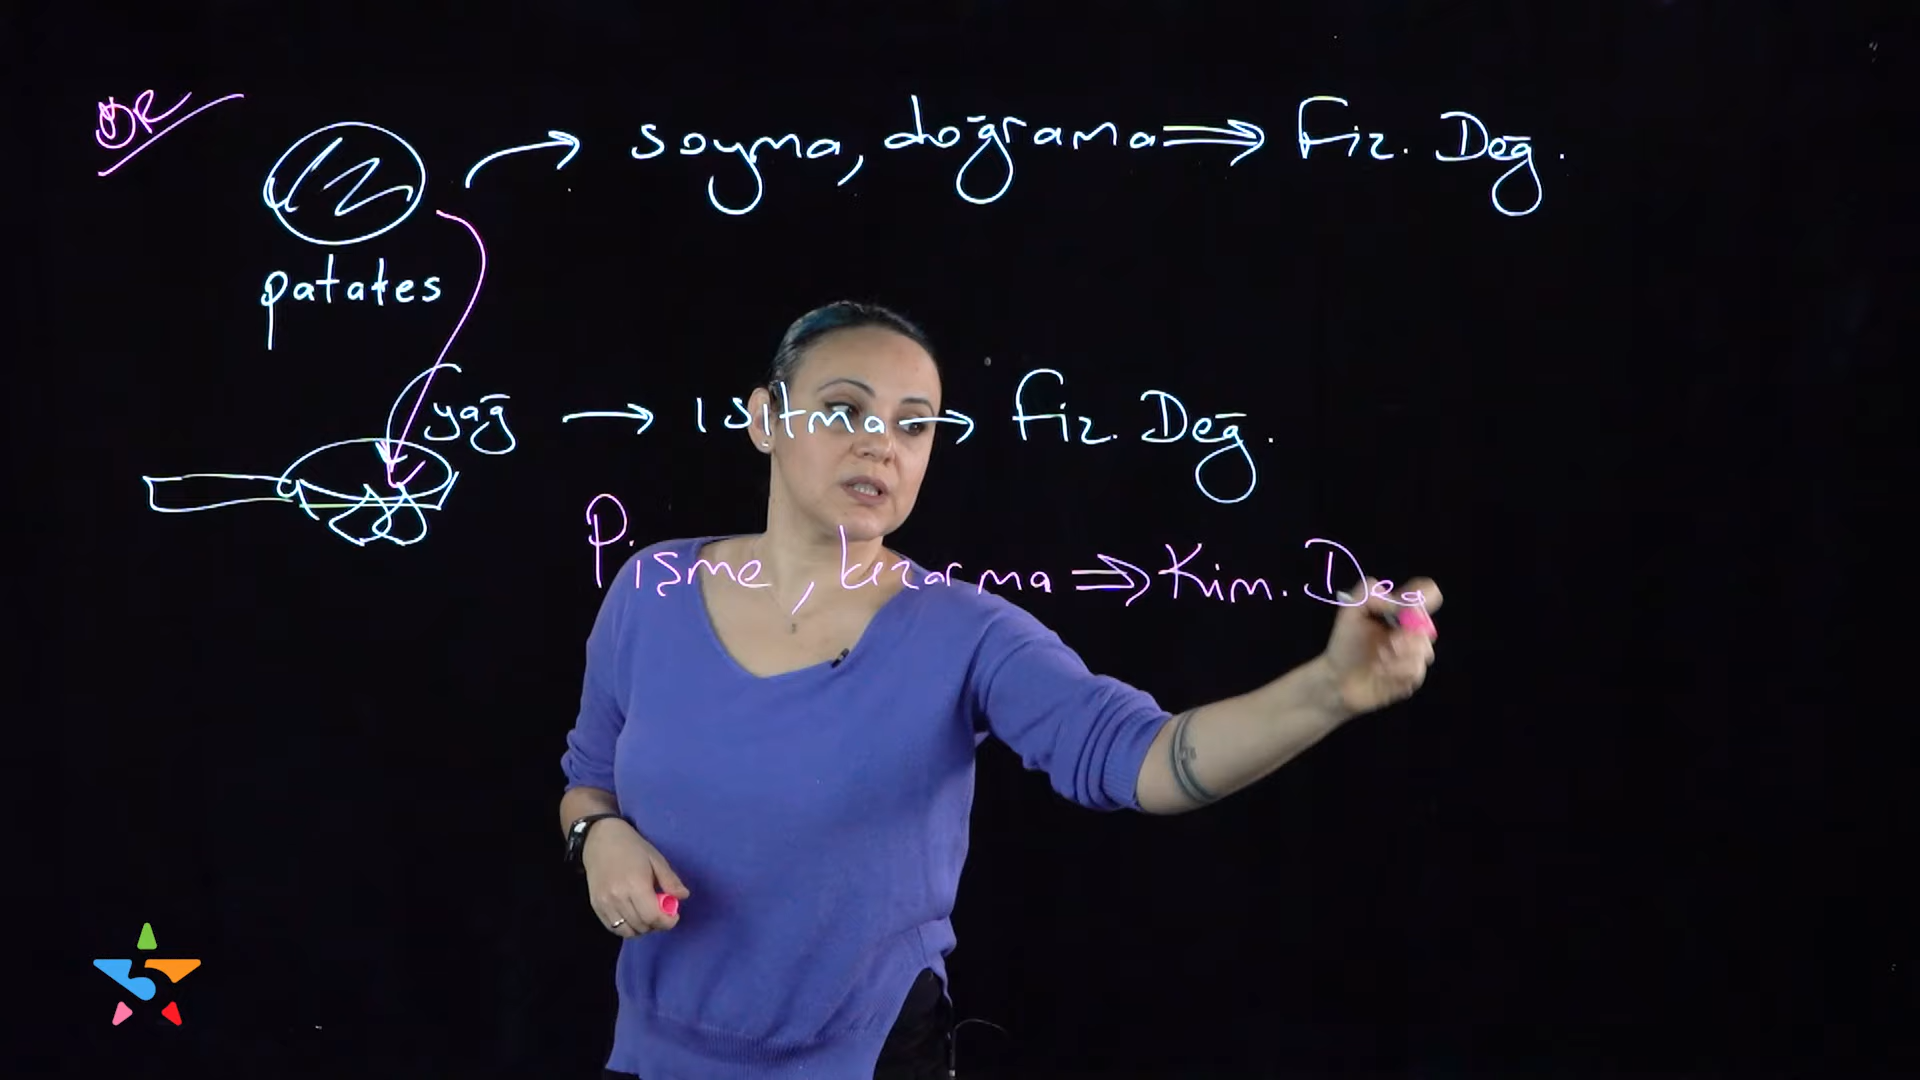 ÖR
soyma, doğrama ⇒ Fiz. Değ.
patates
yağ → ısıtma → Fiz. Değ.
Pişme, kızarma ⇒ Kim. Değ